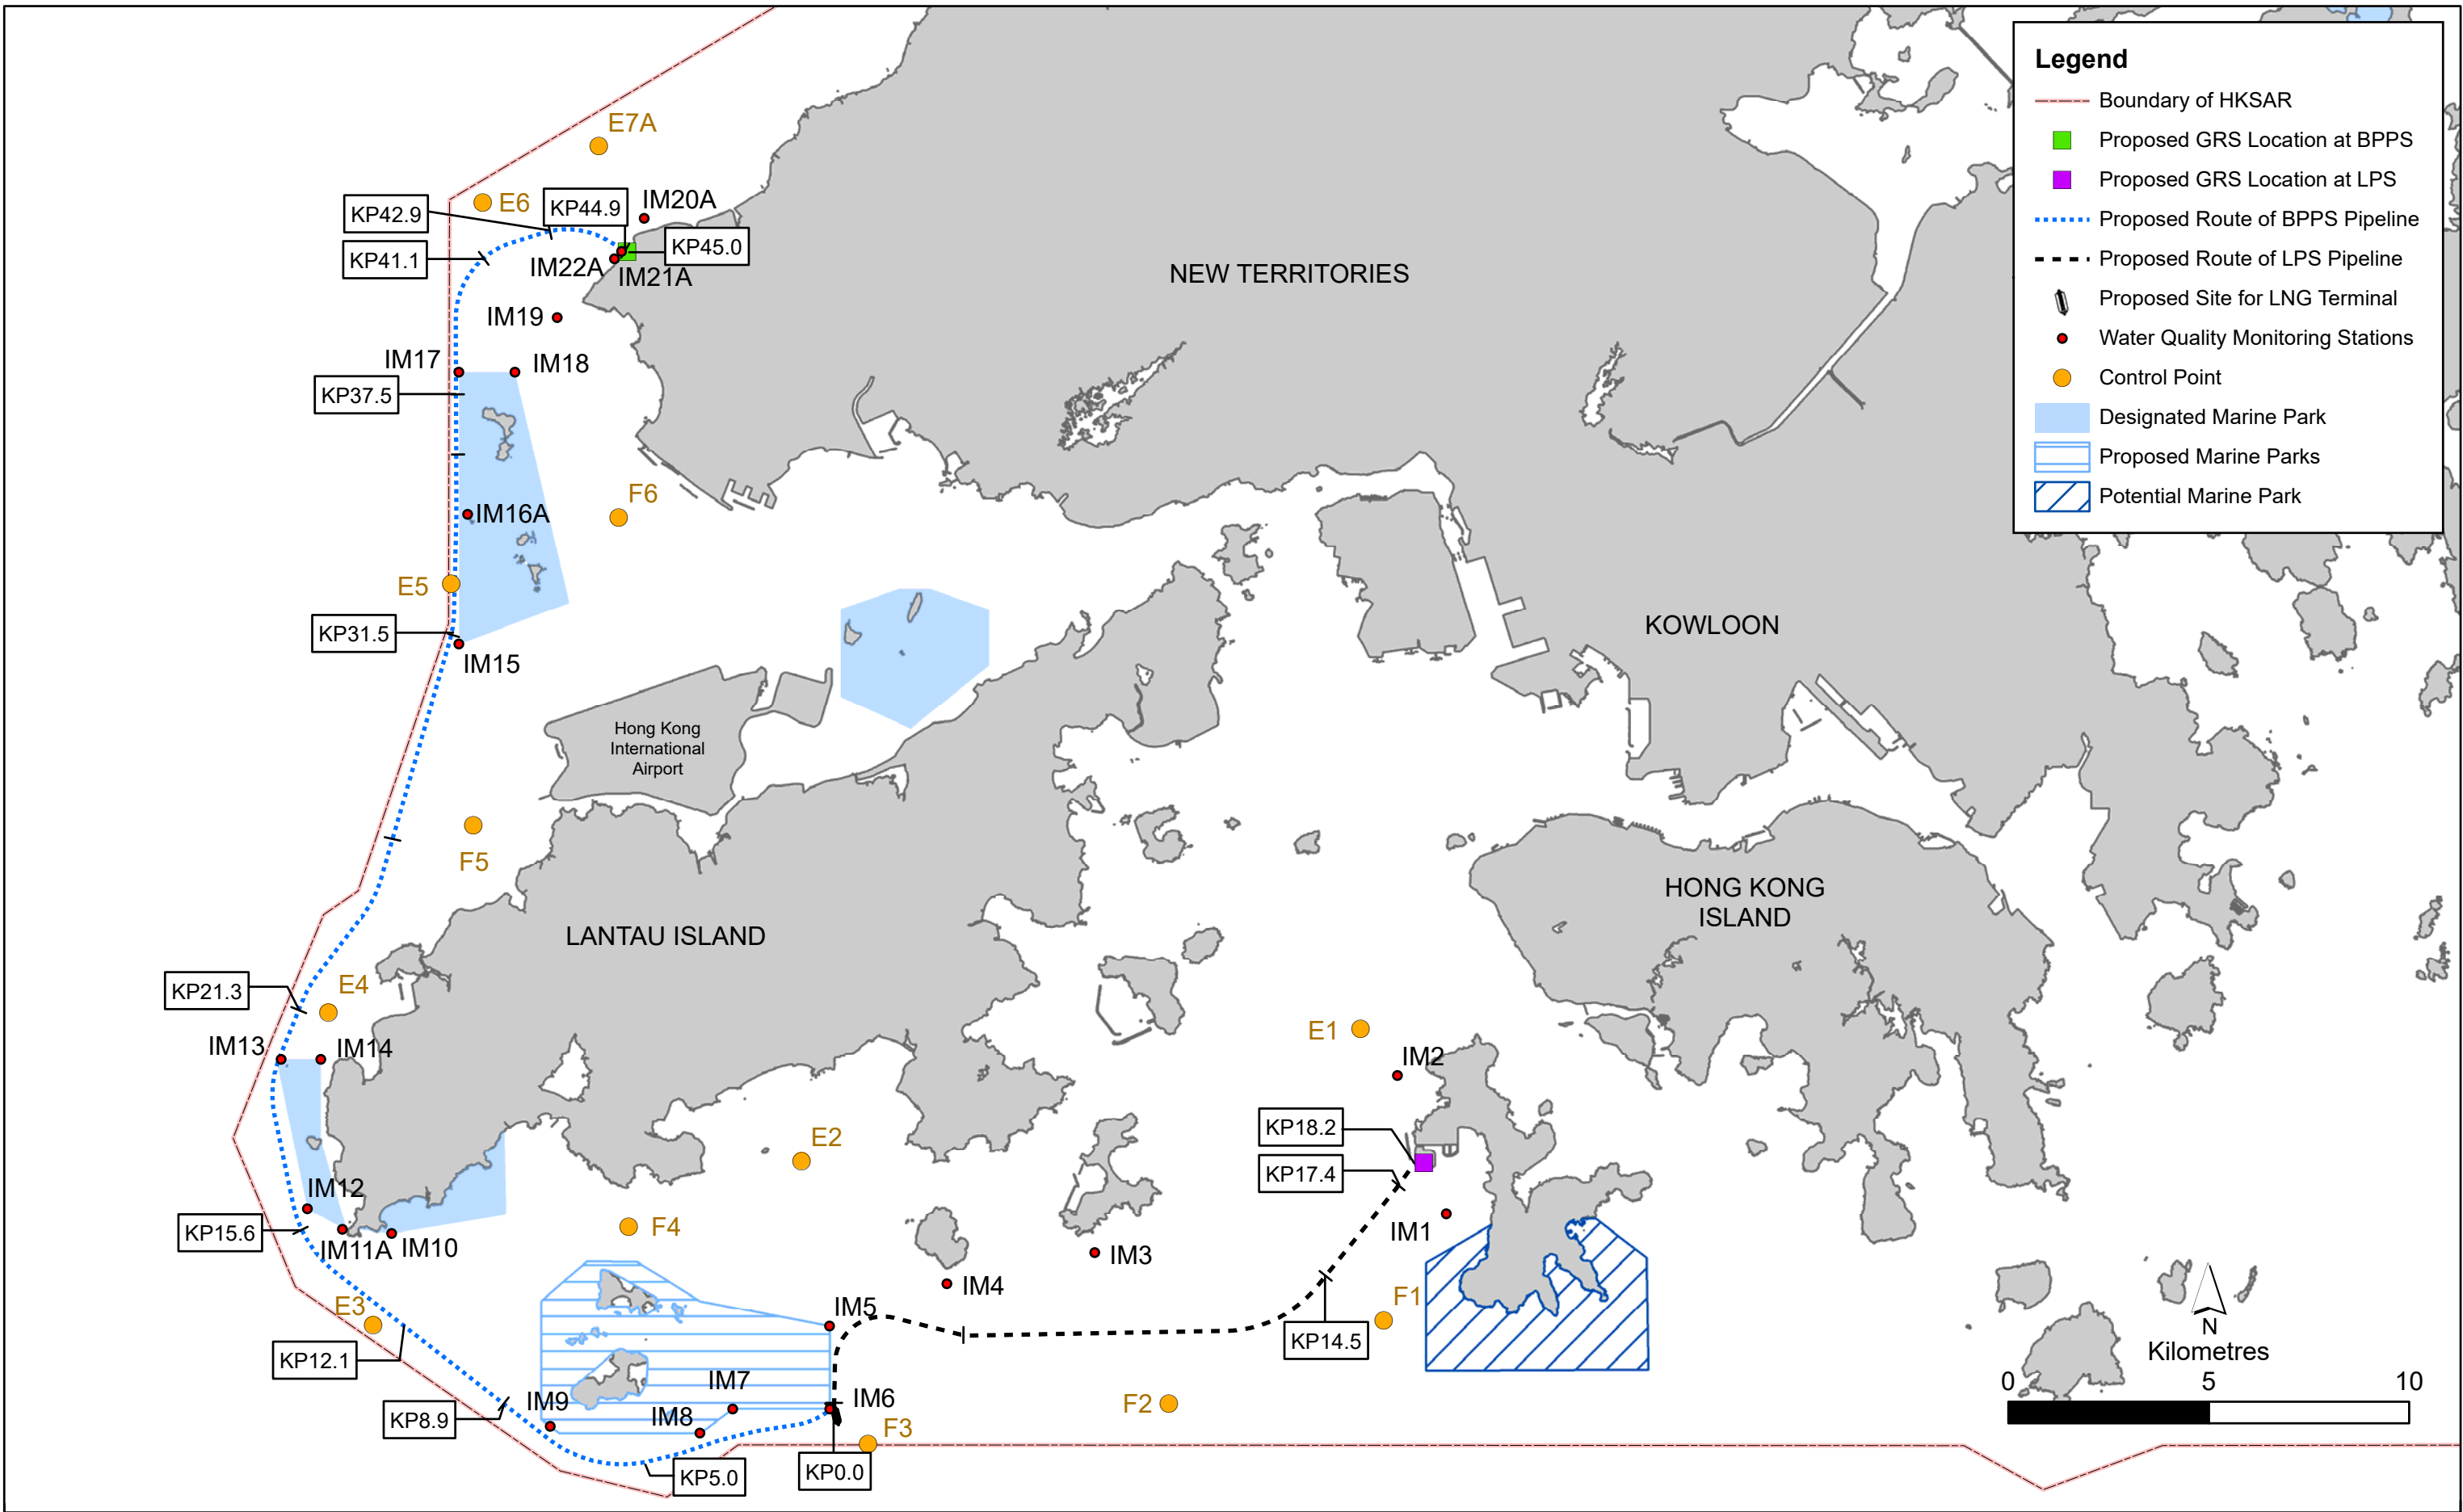 Legend
Boundary of HKSAR
Proposed GRS Location at BPPS
Proposed GRS Location at LPS
Proposed Route of BPPS Pipeline
Proposed Route of LPS Pipeline
Proposed Site for LNG Terminal
Water Quality Monitoring Stations
Control Point
Designated Marine Park
Proposed Marine Parks
Potential Marine Park
E7A
E6
KP42.9
KP44.9
IM20A
KP41.1
KP45.0
IM22A
IM21A
NEW TERRITORIES
IM19
IM17
IM18
KP37.5
F6
IM16A
E5
KP31.5
IM15
KOWLOON
Hong Kong
International
Airport
F5
HONG KONG
ISLAND
LANTAU ISLAND
KP21.3
E4
IM13
IM14
E1
IM2
KP18.2
KP17.4
E2
IM12
KP15.6
IM11A
IM10
F4
IM1
IM3
IM4
E3
IM5
F1
KP14.5
KP12.1
IM7
IM9
IM8
IM6
KP8.9
F2
F3
KP5.0
KP0.0
N
Kilometres
0 5 10